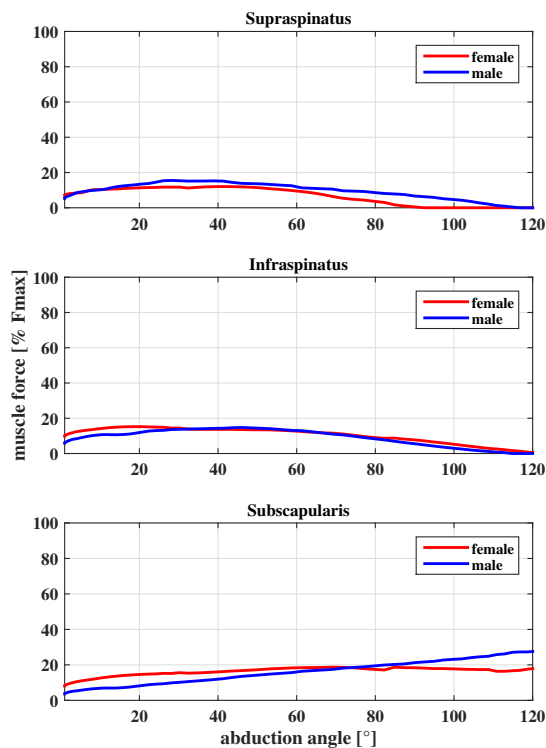 Supraspinatus
100
80
60
40
20
0
female
male
20 40 60 80 100 120
Infraspinatus
100
80
60
40
20
0
female
male
20 40 60 80 100 120
muscle force [% Fmax]
Subscapularis
100
80
60
40
20
0
female
male
20 40 60 80 100 120
abduction angle [°]